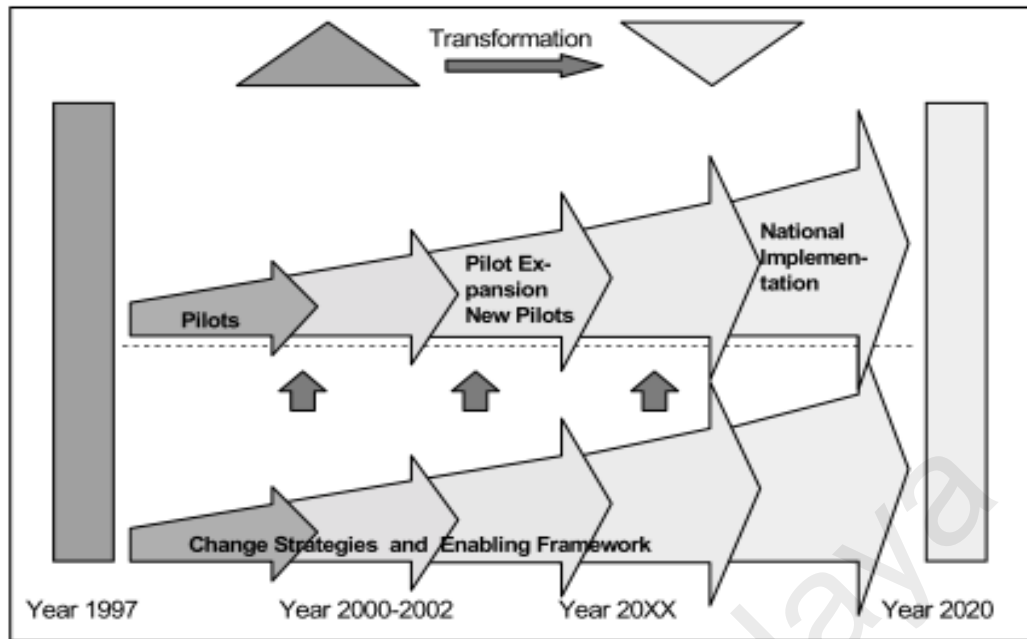 Transformation
Pilots
Pilot Ex-
pansion
New Pilots
National
Implemen-
tation
Change Strategies and Enabling Framework
Year 1997
Year 2000-2002
Year 20XX
Year 2020